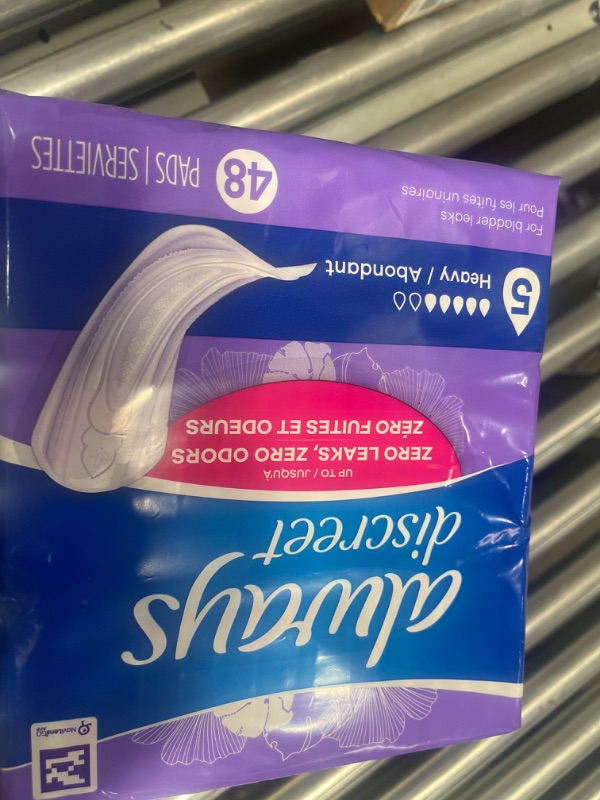 always
discreet
UP TO / JUSQU'À
ZERO LEAKS, ZERO ODORS
ZÉRO FUITES ET ODEURS
5
Heavy / Abondant
For bladder leaks
Pour les fuites urinaires
48
PADS | SERVIETTES